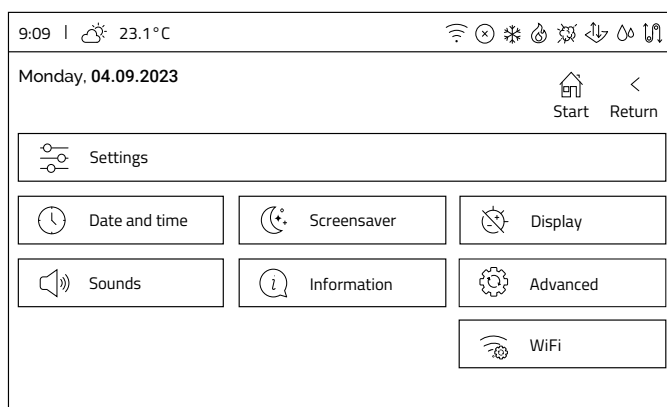 9:09 | 23.1°C
Monday, 04.09.2023
Start Return
Settings
Date and time Screensaver Display
Sounds Information Advanced
WiFi